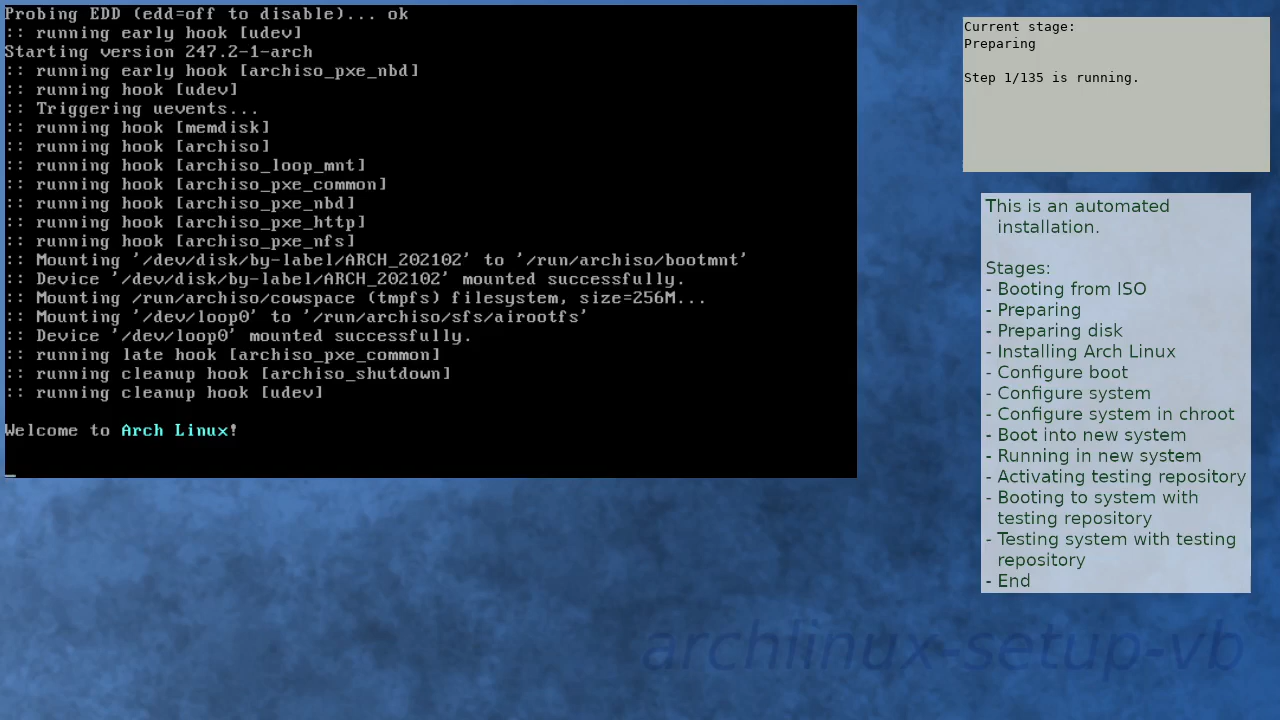 Probing EDD (edd=off to disable)... ok
:: running early hook [udev]
Starting version 247.2-1-arch
:: running early hook [archiso_pxe_nbd]
:: running hook [udev]
:: Triggering uevents...
:: running hook [memdisk]
:: running hook [archiso]
:: running hook [archiso_loop_mnt]
:: running hook [archiso_pxe_common]
:: running hook [archiso_pxe_nbd]
:: running hook [archiso_pxe_http]
:: running hook [archiso_pxe_nfs]
:: Mounting '/dev/disk/by-label/ARCH_202102' to '/run/archiso/bootmnt'
:: Device '/dev/disk/by-label/ARCH_202102' mounted successfully.
:: Mounting /run/archiso/cowspace (tmpfs) filesystem, size=256M...
:: Mounting '/dev/loop0' to '/run/archiso/sfs/airootfs'
:: Device '/dev/loop0' mounted successfully.
:: running late hook [archiso_pxe_common]
:: running cleanup hook [archiso_shutdown]
:: running cleanup hook [udev]
Welcome to Arch Linux!
Current stage:
Preparing
Step 1/135 is running.
This is an automated
installation.
Stages:
- Booting from ISO
- Preparing
- Preparing disk
- Installing Arch Linux
- Configure boot
- Configure system
- Configure system in chroot
- Boot into new system
- Running in new system
- Activating testing repository
- Booting to system with
testing repository
- Testing system with testing
repository
- End
archlinux-setup-vb